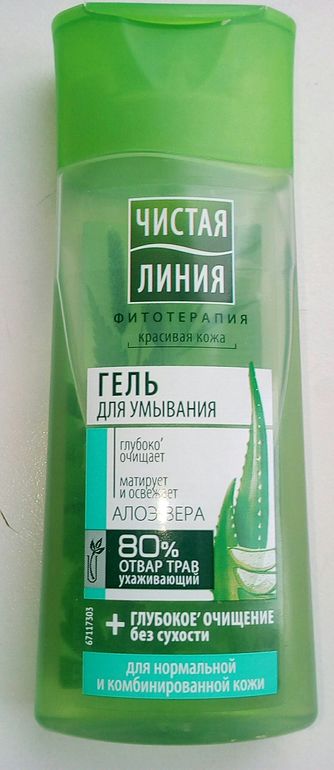 ЧИСТАЯ
ЛИНИЯ
ФИТОТЕРАПИЯ
красивая кожа
ГЕЛЬ
ДЛЯ УМЫВАНИЯ
глубоко'
очищает
матирует
и освежает
АЛОЭ ВЕРА
80%
ОТВАР ТРАВ
ухаживающий
67117303
+ ГЛУБОКОЕ' ОЧИЩЕНИЕ
без сухости
для нормальной
и комбинированной кожи